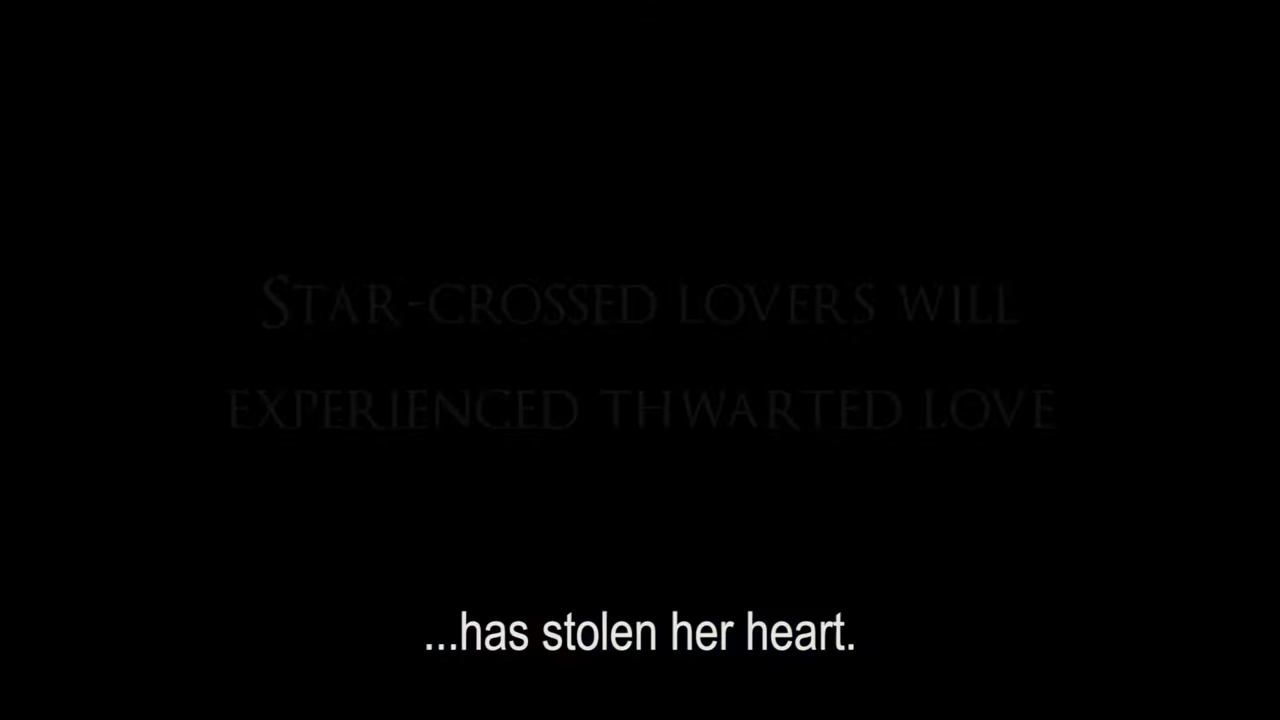 Star-crossed lovers will
experienced thwarted love
...has stolen her heart.